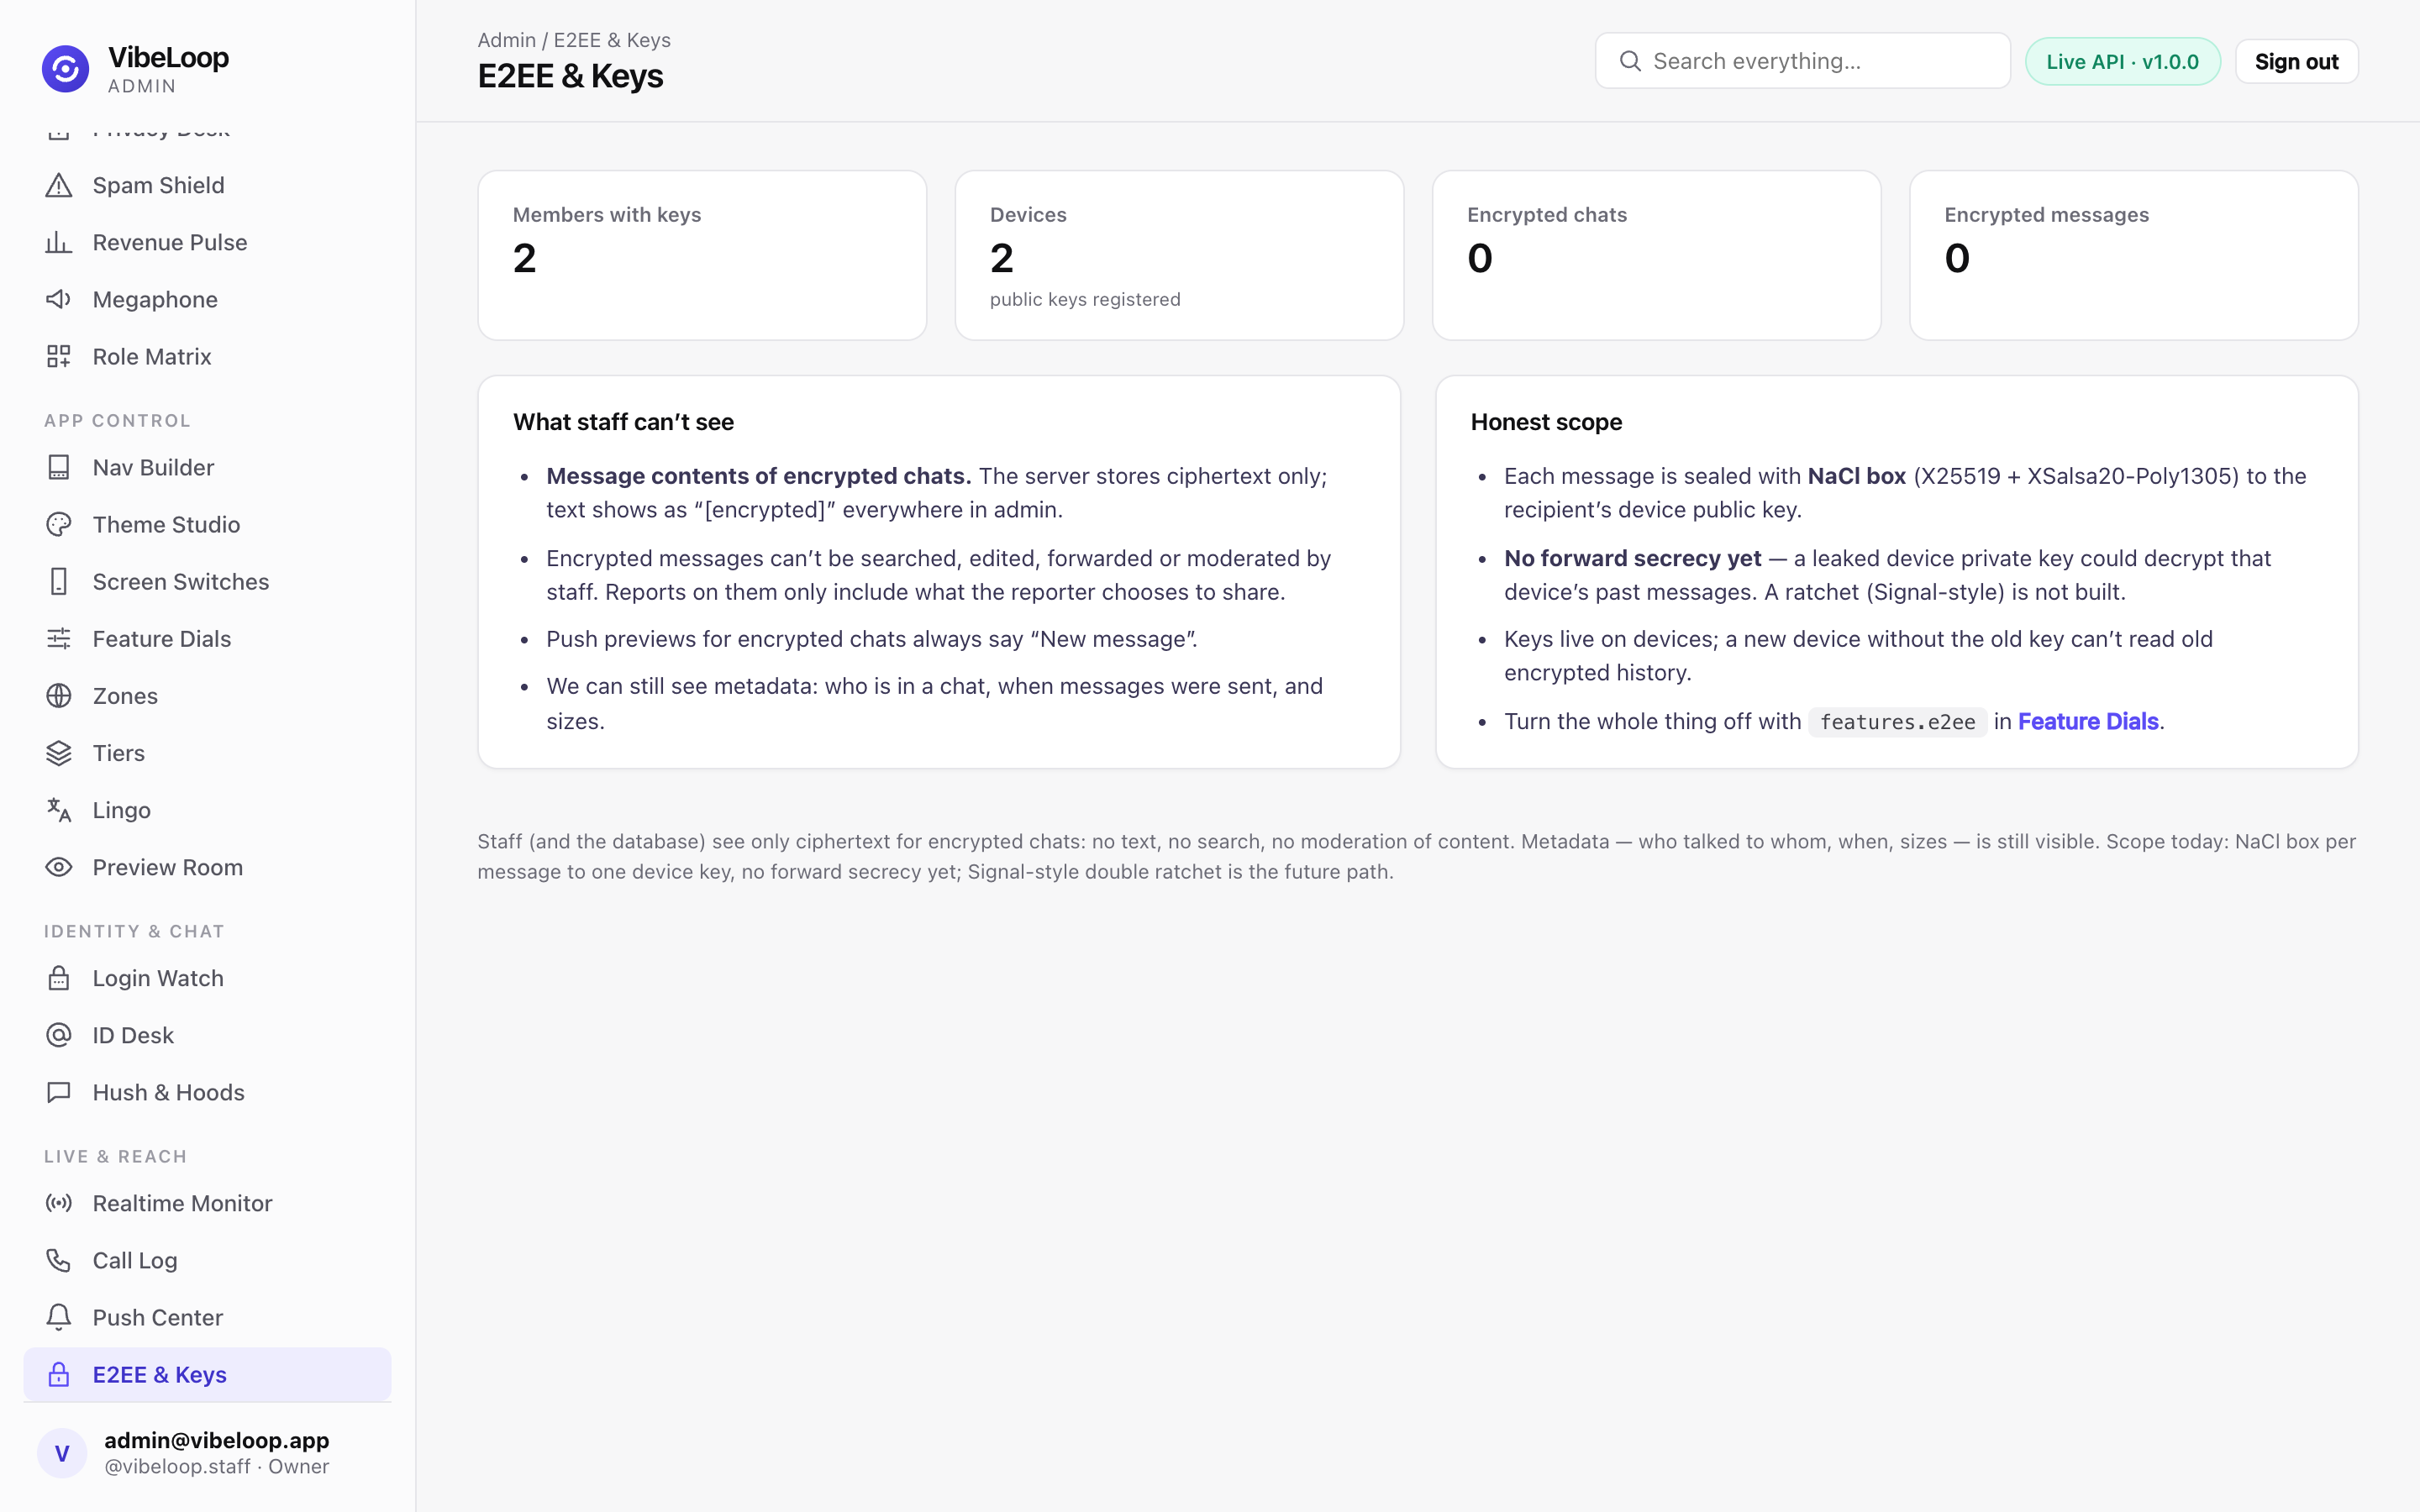 VibeLoop
ADMIN
Privacy Desk
Spam Shield
Revenue Pulse
Megaphone
Role Matrix
APP CONTROL
Nav Builder
Theme Studio
Screen Switches
Feature Dials
Zones
Tiers
Lingo
Preview Room
IDENTITY & CHAT
Login Watch
ID Desk
Hush & Hoods
LIVE & REACH
Realtime Monitor
Call Log
Push Center
E2EE & Keys
V
admin@vibeloop.app
@vibeloop.staff · Owner
Admin / E2EE & Keys
E2EE & Keys
Search everything...
Live API · v1.0.0
Sign out
Members with keys
2
Devices
2
public keys registered
Encrypted chats
0
Encrypted messages
0
What staff can’t see
• Message contents of encrypted chats. The server stores ciphertext only;
text shows as “[encrypted]” everywhere in admin.
• Encrypted messages can’t be searched, edited, forwarded or moderated by
staff. Reports on them only include what the reporter chooses to share.
• Push previews for encrypted chats always say “New message”.
• We can still see metadata: who is in a chat, when messages were sent, and
sizes.
Honest scope
• Each message is sealed with NaCl box (X25519 + XSalsa20-Poly1305) to the
recipient’s device public key.
• No forward secrecy yet — a leaked device private key could decrypt that
device’s past messages. A ratchet (Signal-style) is not built.
• Keys live on devices; a new device without the old key can’t read old
encrypted history.
• Turn the whole thing off with features.e2ee in Feature Dials.
Staff (and the database) see only ciphertext for encrypted chats: no text, no search, no moderation of content. Metadata — who talked to whom, when, sizes — is still visible. Scope today: NaCl box per
message to one device key, no forward secrecy yet; Signal-style double ratchet is the future path.